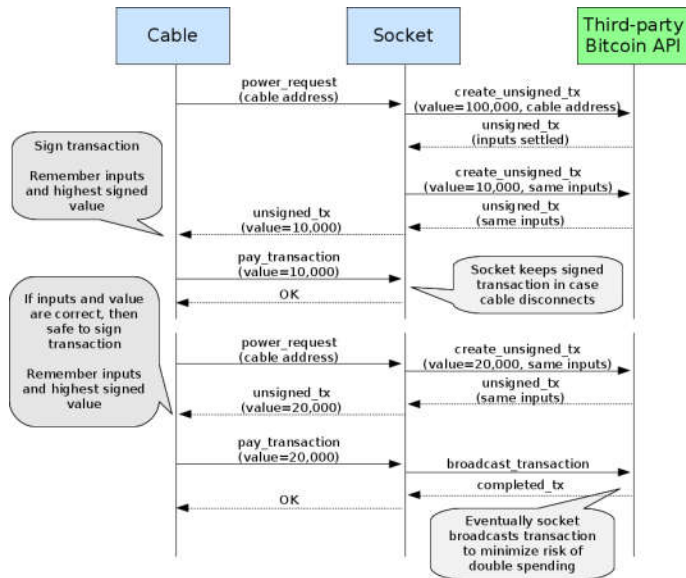 Cable
Socket
Third-party
Bitcoin API
power_request
(cable address)
create_unsigned_tx
(value=100,000, cable address)
unsigned_tx
(inputs settled)
Sign transaction
Remember inputs
and highest signed
value
create_unsigned_tx
(value=10,000, same inputs)
unsigned_tx
(same inputs)
unsigned_tx
(value=10,000)
pay_transaction
(value=10,000)
Socket keeps signed
transaction in case
cable disconnects
OK
If inputs and value
are correct, then
safe to sign
transaction
Remember inputs
and highest signed
value
power_request
(cable address)
create_unsigned_tx
(value=20,000, same inputs)
unsigned_tx
(same inputs)
unsigned_tx
(value=20,000)
pay_transaction
(value=20,000)
broadcast_transaction
completed_tx
OK
Eventually socket
broadcasts transaction
to minimize risk of
double spending